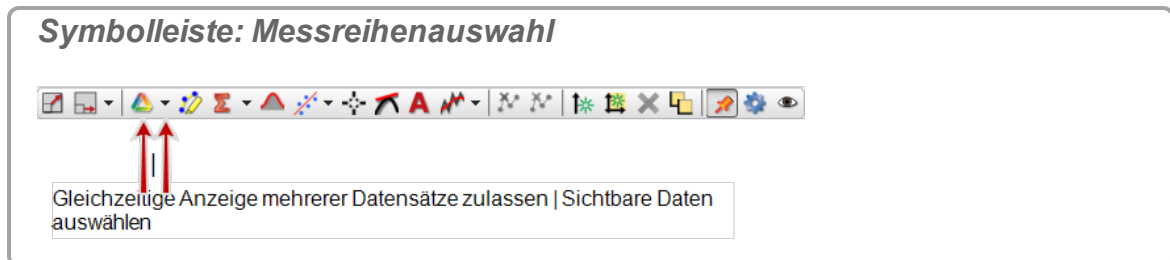 Symbolleiste: Messreihenauswahl
Gleichzeitige Anzeige mehrerer Datensätze zulassen | Sichtbare Daten
auswählen